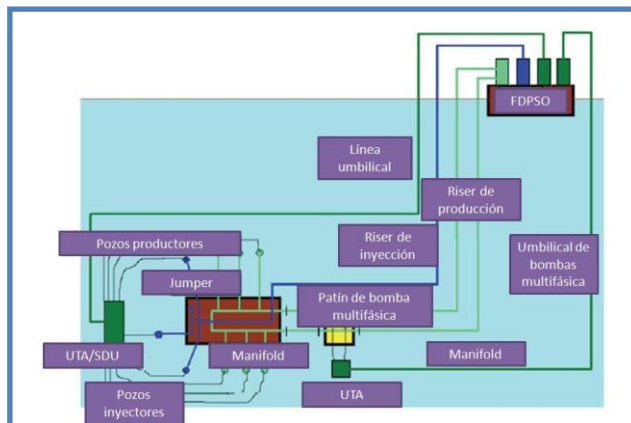 FDPSO
Línea
umbilical
Riser de
producción
Pozos productores
Riser de
inyección
Umbilical de
bombas
multifásica
Jumper
Patín de bomba
multifásica
UTA/SDU
Manifold
Manifold
Pozos
inyectores
UTA